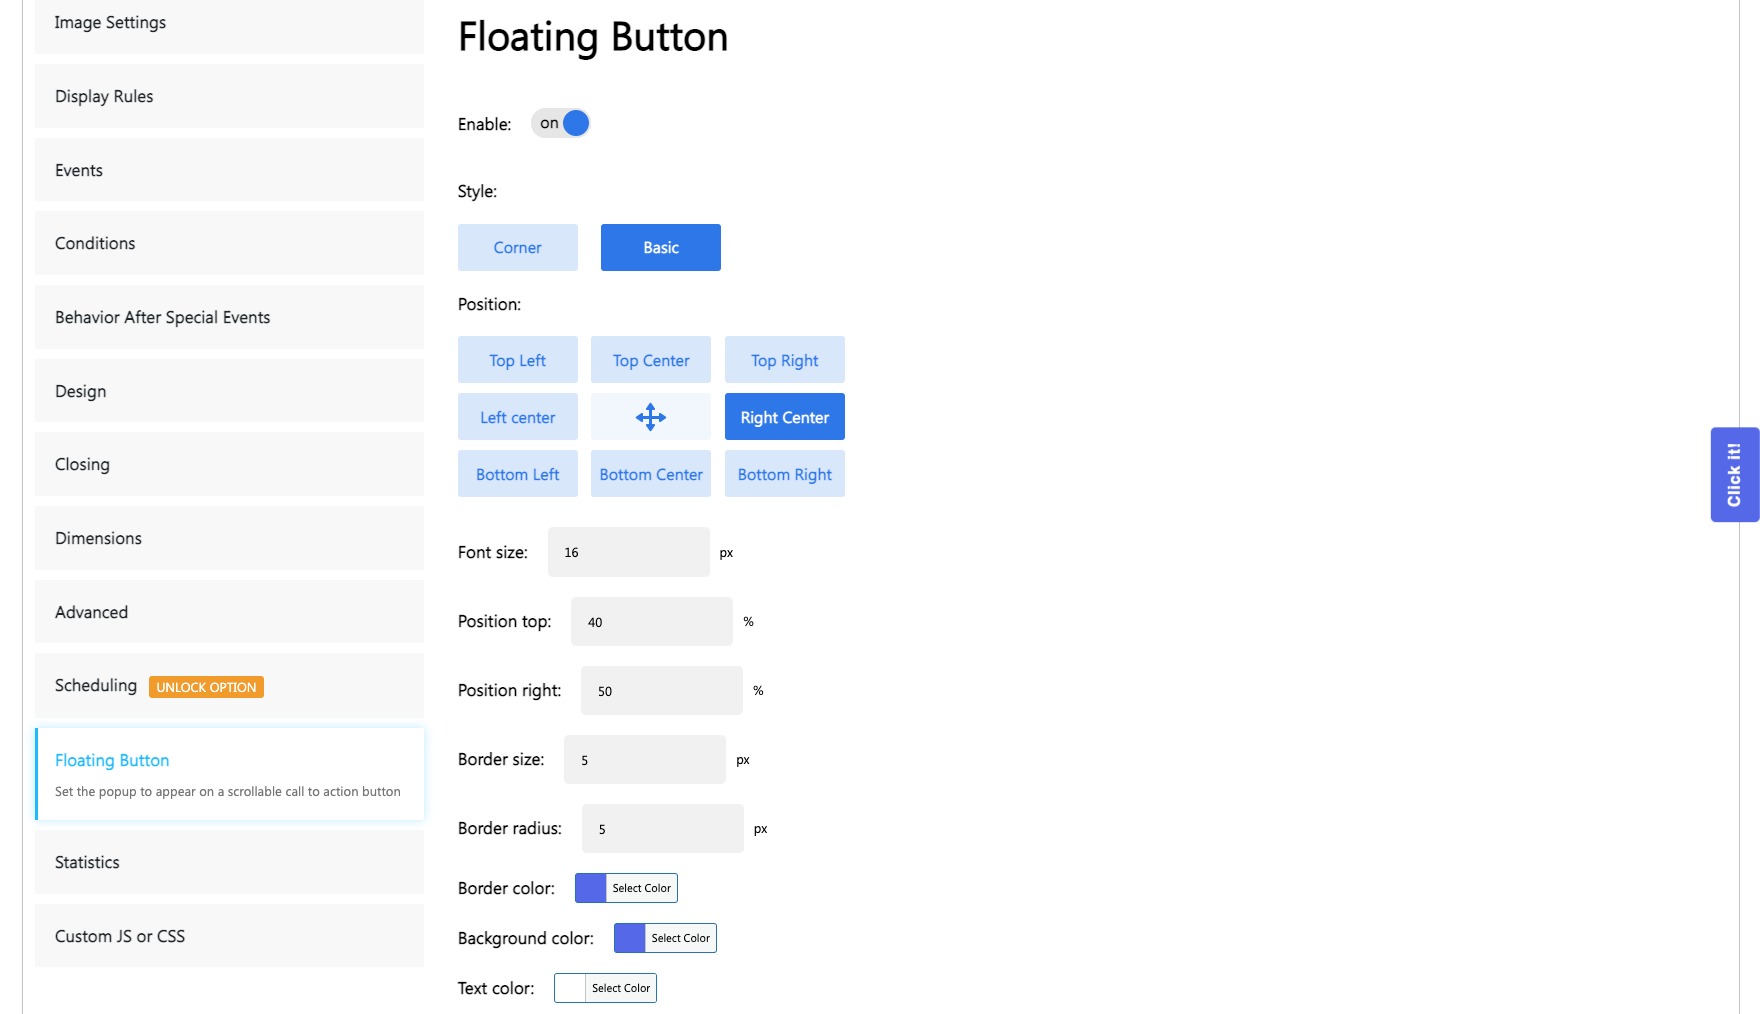 Image Settings
Display Rules
Events
Conditions
Behavior After Special Events
Design
Closing
Dimensions
Advanced
Scheduling UNLOCK OPTION
Floating Button
Set the popup to appear on a scrollable call to action button
Statistics
Custom JS or CSS
Floating Button
Enable: on
Style:
Corner Basic
Position:
Top Left Top Center Top Right
Left center Right Center
Bottom Left Bottom Center Bottom Right
Font size: 16 px
Position top: 40 %
Position right: 50 %
Border size: 5 px
Border radius: 5 px
Border color: Select Color
Background color: Select Color
Text color: Select Color
Click it!